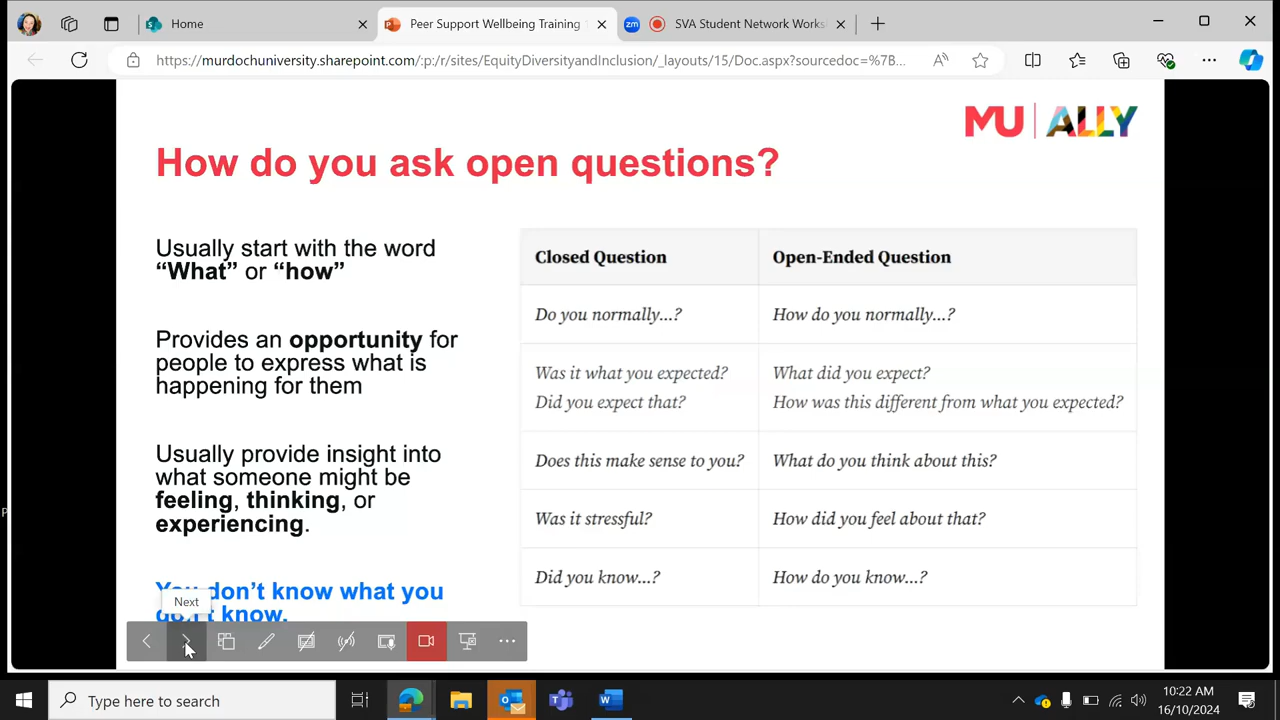 Home
Peer Support Wellbeing Training
zm
SVA Student Network Works
https://murdochuniversity.sharepoint.com/:p:/r/sites/EquityDiversityandInclusion/_layouts/15/Doc.aspx?sourcedoc=%7B...
MU | ALLY
How do you ask open questions?
Usually start with the word
“What” or “how”
Provides an opportunity for
people to express what is
happening for them
Usually provide insight into
what someone might be
feeling, thinking, or
experiencing.
You don’t know what you
don’t know.
Closed Question Open-Ended Question
Do you normally...? How do you normally...?
Was it what you expected? What did you expect?
Did you expect that? How was this different from what you expected?
Does this make sense to you? What do you think about this?
Was it stressful? How did you feel about that?
Did you know...? How do you know...?
Next
P
Type here to search
10:22 AM
16/10/2024